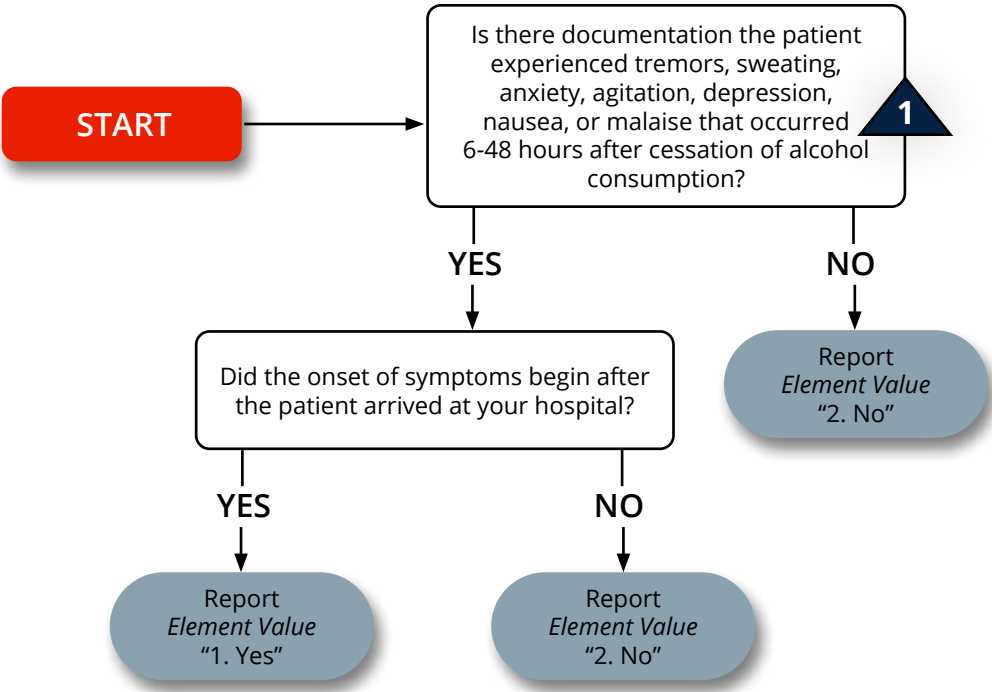 START
Is there documentation the patient
experienced tremors, sweating,
anxiety, agitation, depression,
nausea, or malaise that occurred
6-48 hours after cessation of alcohol
consumption?
1
YES
NO
Did the onset of symptoms begin after
the patient arrived at your hospital?
Report
Element Value
“2. No”
YES
NO
Report
Element Value
“1. Yes”
Report
Element Value
“2. No”